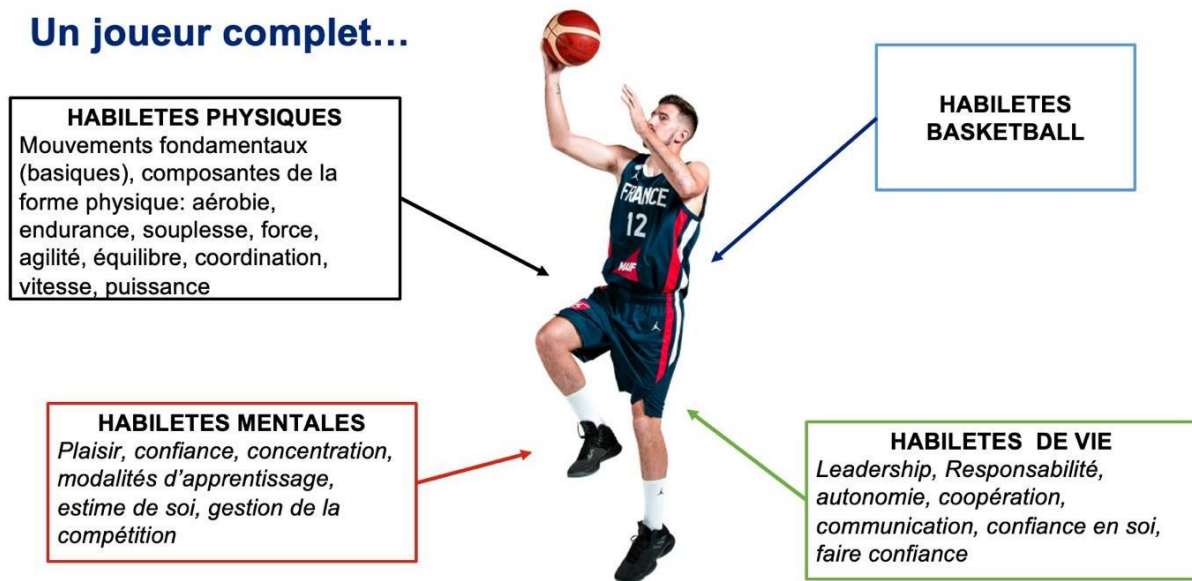 Un joueur complet…
HABILETES PHYSIQUES
Mouvements fondamentaux
(basiques), composantes de la
forme physique: aérobie,
endurance, souplesse, force,
agilité, équilibre, coordination,
vitesse, puissance
HABILETES
BASKETBALL
FRANCE
12
MAIF
HABILETES MENTALES
Plaisir, confiance, concentration,
modalités d’apprentissage,
estime de soi, gestion de la
compétition
HABILETES  DE VIE
Leadership, Responsabilité,
autonomie, coopération,
communication, confiance en soi,
faire confiance